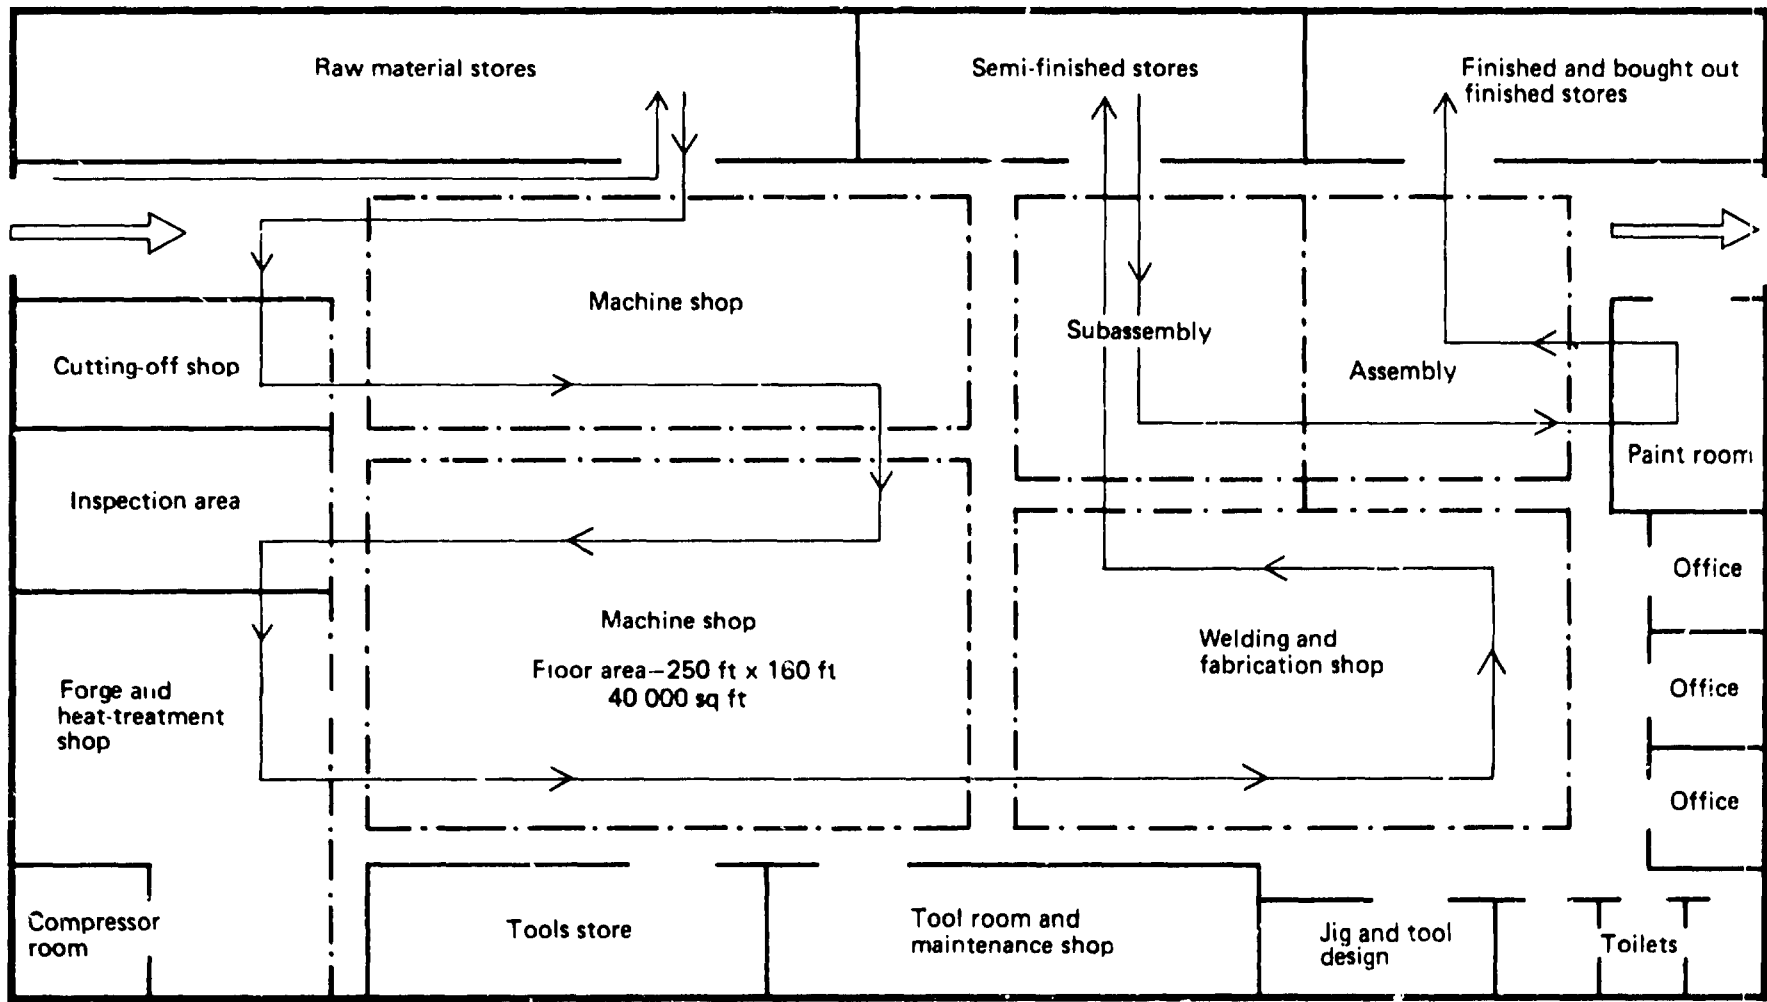 Raw material stores
Semi-finished stores
Finished and bought out
finished stores
Machine shop
Subassembly
Cutting-off shop
Assembly
Paint room
Inspection area
Office
Machine shop
Floor area—250 ft x 160 ft
40 000 sq ft
Welding and
fabrication shop
Forge and
heat-treatment
shop
Office
Office
Compressor
room
Tools store
Tool room and
maintenance shop
Jig and tool
design
Toilets